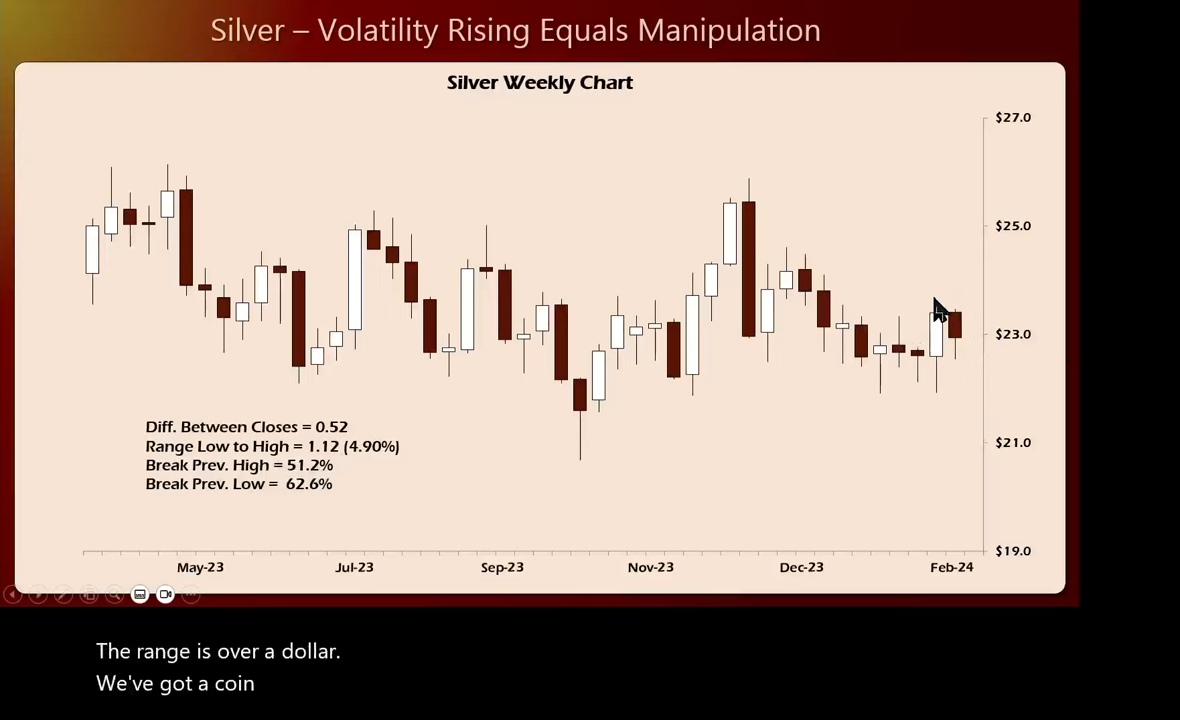 Silver – Volatility Rising Equals Manipulation
Silver Weekly Chart
$27.0
$25.0
$23.0
$21.0
$19.0
Diff. Between Closes = 0.52
Range Low to High = 1.12 (4.90%)
Break Prev. High = 51.2%
Break Prev. Low =  62.6%
May-23 Jul-23 Sep-23 Nov-23 Dec-23 Feb-24
The range is over a dollar.
We've got a coin